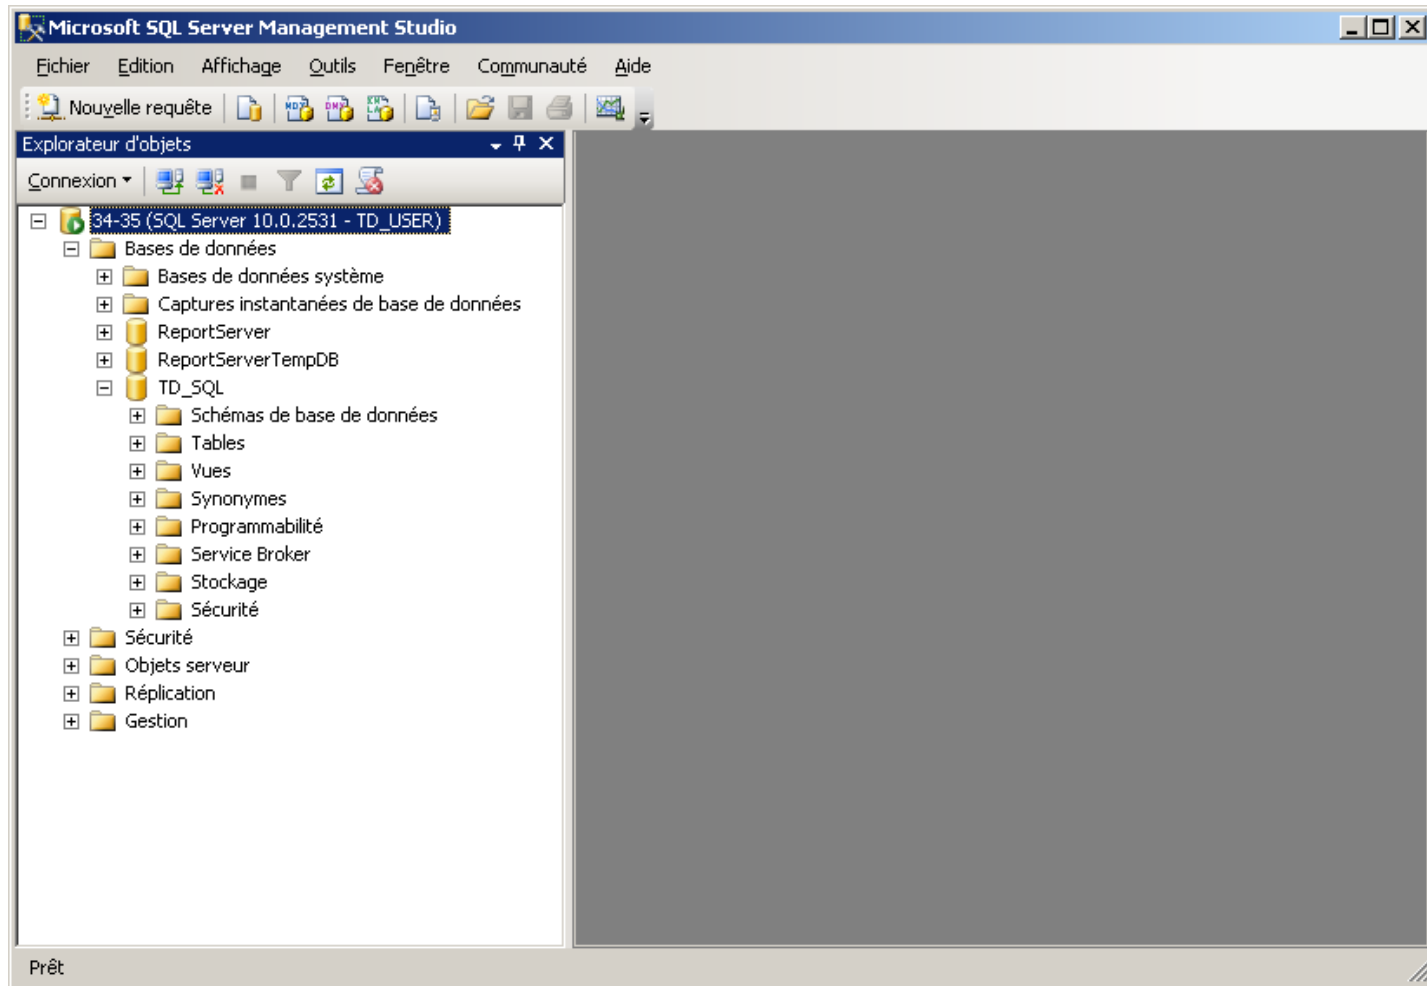 Microsoft SQL Server Management Studio
Fichier Edition Affichage Outils Fenêtre Communauté Aide
Nouvelle requête
Explorateur d'objets
Connexion
34-35 (SQL Server 10.0.2531 - TD_USER)
Bases de données
Bases de données système
Captures instantanées de base de données
ReportServer
ReportServerTempDB
TD_SQL
Schémas de base de données
Tables
Vues
Synonymes
Programmabilité
Service Broker
Stockage
Sécurité
Sécurité
Objets serveur
Réplication
Gestion
Prêt